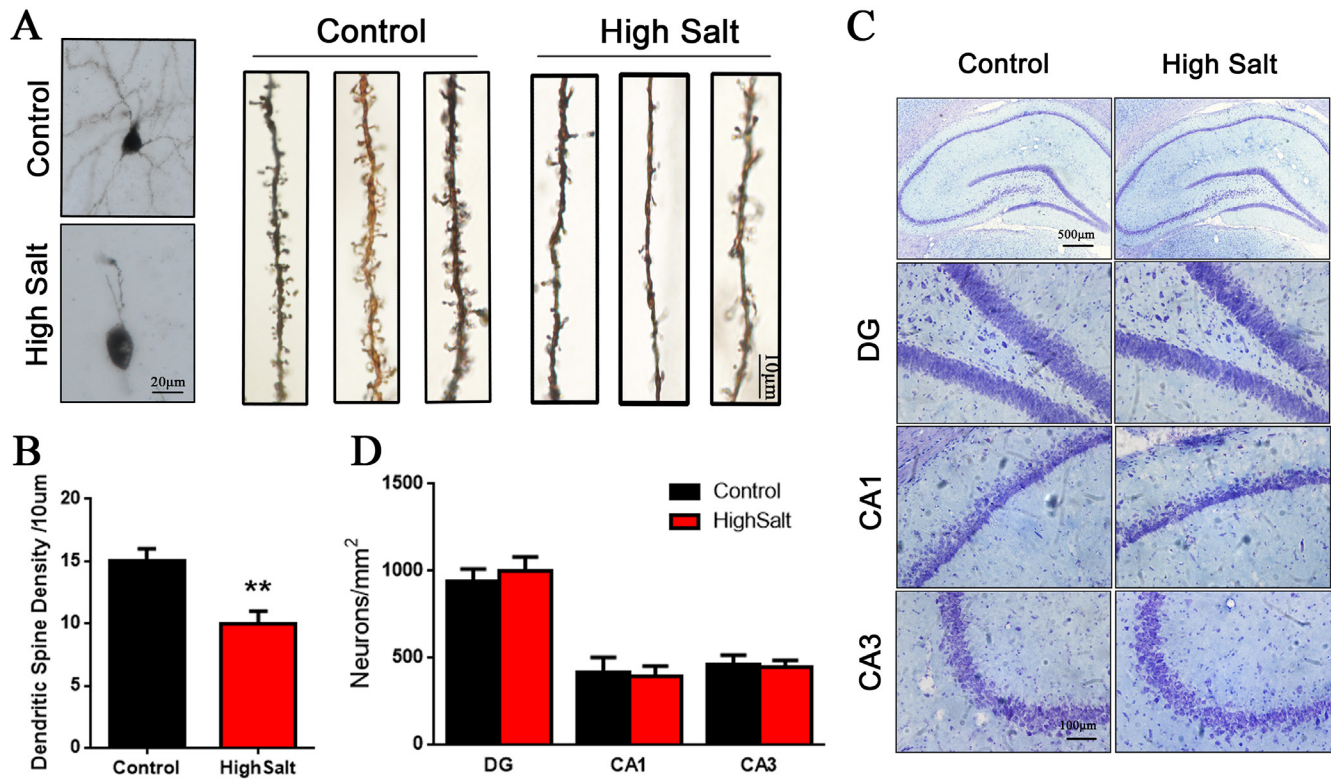 A
Control
High Salt
Control
High Salt
20μm
10μm
B
Dendritic Spine Density /10um
20
15
10
5
0
**
Control
HighSalt
D
Neurons/mm²
1500
1000
500
0
Control
HighSalt
DG
CA1
CA3
C
Control
High Salt
500μm
DG
CA1
CA3
100μm